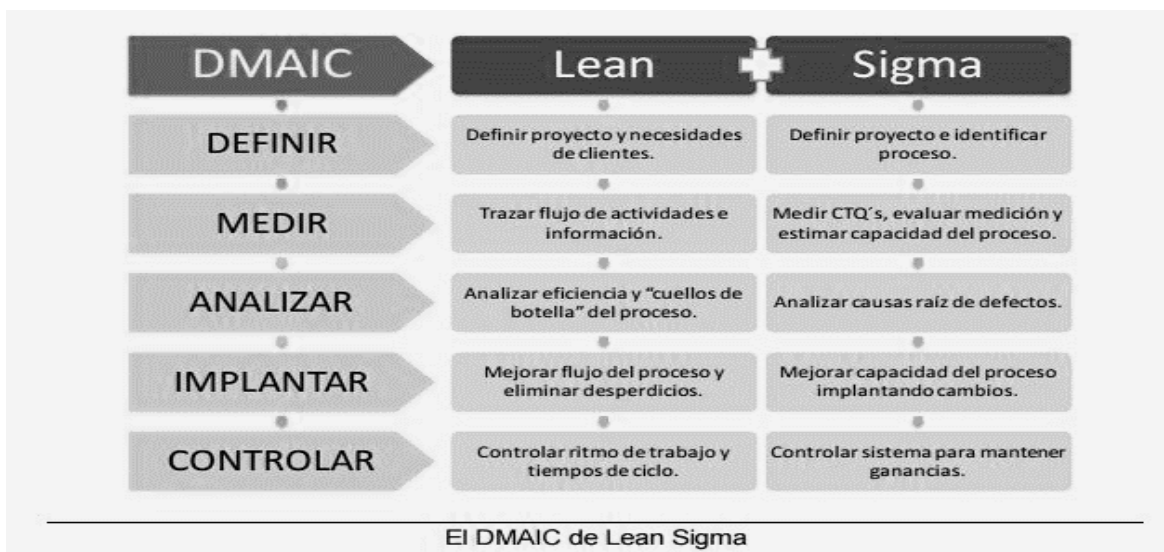 DMAIC
Lean
Sigma
DEFINIR
Definir proyecto y necesidades
de clientes.
Definir proyecto e identificar
proceso.
MEDIR
Trazar flujo de actividades e
información.
Medir CTQ´s, evaluar medición y
estimar capacidad del proceso.
ANALIZAR
Analizar eficiencia y “cuellos de
botella” del proceso.
Analizar causas raíz de defectos.
IMPLANTAR
Mejorar flujo del proceso y
eliminar desperdicios.
Mejorar capacidad del proceso
implantando cambios.
CONTROLAR
Controlar ritmo de trabajo y
tiempos de ciclo.
Controlar sistema para mantener
ganancias.
El DMAIC de Lean Sigma